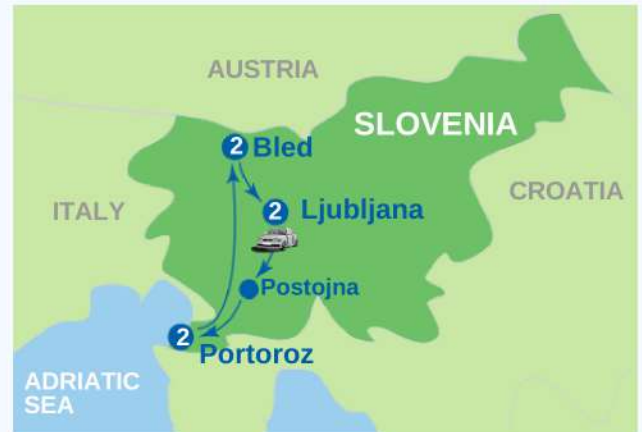 AUSTRIA
SLOVENIA
2 Bled
CROATIA
ITALY
2 Ljubljana
Postojna
2
Portoroz
ADRIATIC
SEA